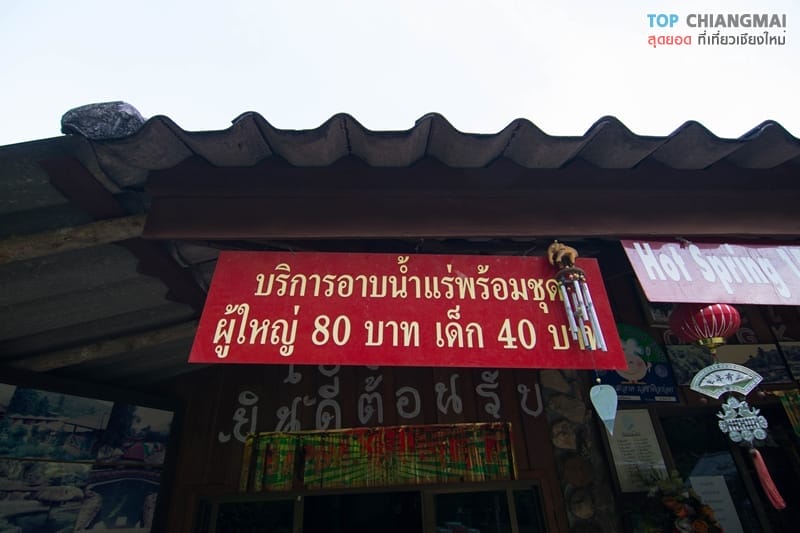 TOP CHIANGMAI
สุดยอด ที่เที่ยวเชียงใหม่
บริการอาบน้ำแร่พร้อมชุด
ผู้ใหญ่ 80 บาท เด็ก 40 บาท
Hot Spring
ยินดีต้อนรับ